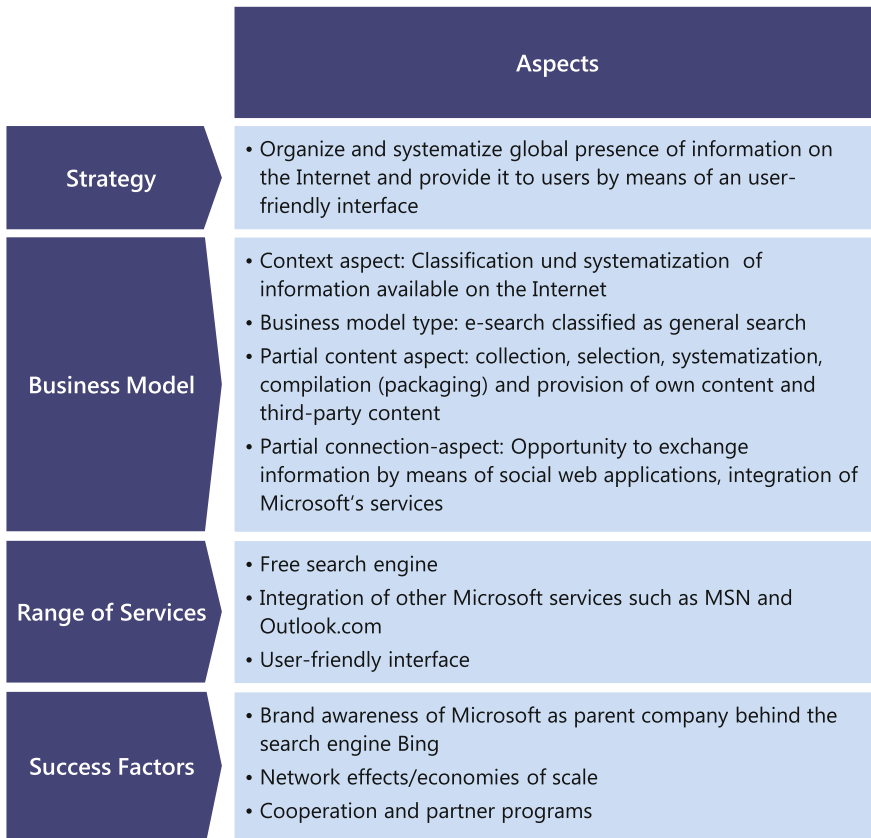 Aspects
Strategy
• Organize and systematize global presence of information on
the Internet and provide it to users by means of an user-
friendly interface
Business Model
• Context aspect: Classification und systematization of
information available on the Internet
• Business model type: e-search classified as general search
• Partial content aspect: collection, selection, systematization,
compilation (packaging) and provision of own content and
third-party content
• Partial connection-aspect: Opportunity to exchange
information by means of social web applications, integration of
Microsoft‘s services
Range of Services
• Free search engine
• Integration of other Microsoft services such as MSN and
Outlook.com
• User-friendly interface
Success Factors
• Brand awareness of Microsoft as parent company behind the
search engine Bing
• Network effects/economies of scale
• Cooperation and partner programs